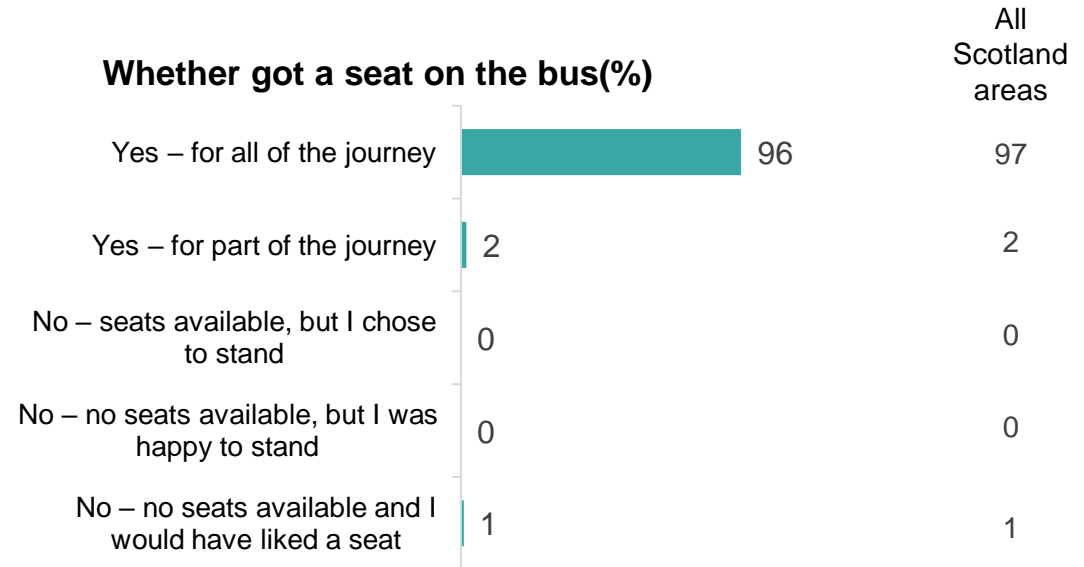 All
Scotland
areas
Whether got a seat on the bus(%)
Yes – for all of the journey 96 97
Yes – for part of the journey 2 2
No – seats available, but I chose
to stand 0 0
No – no seats available, but I was
happy to stand 0 0
No – no seats available and I
would have liked a seat 1 1